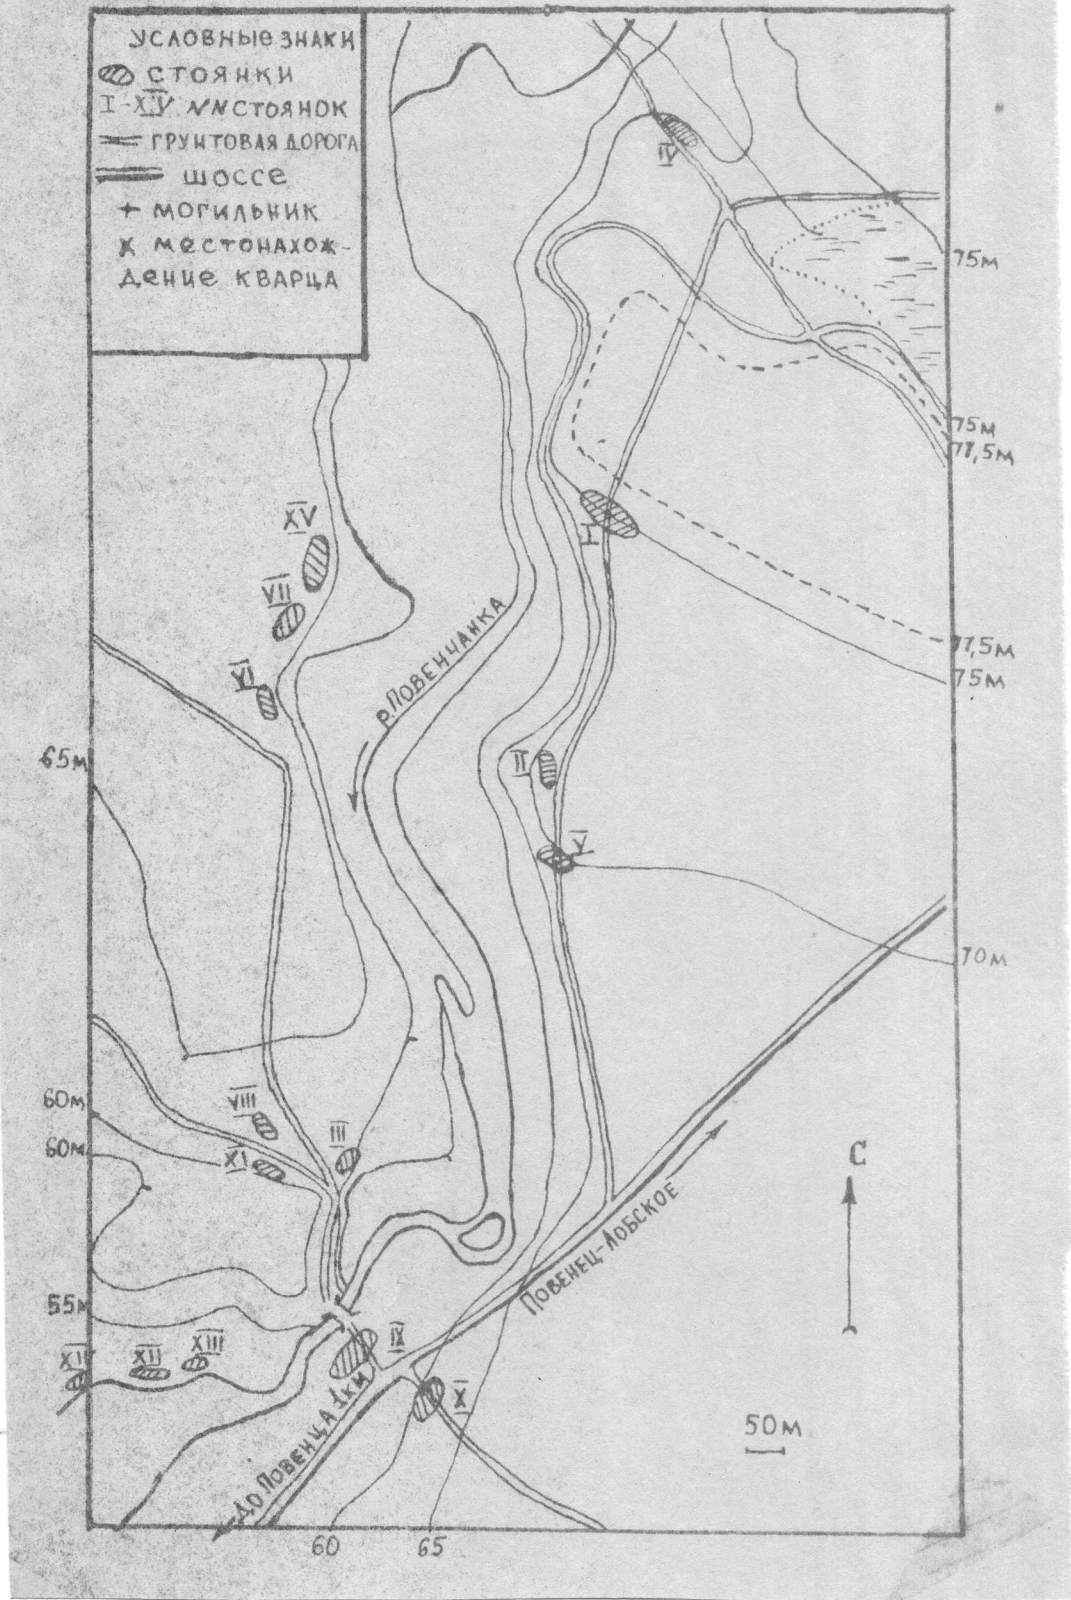 УСЛОВНЫЕ ЗНАКИ
СТОЯНКИ
I-XIV NN СТОЯНОК
ГРУНТОВАЯ ДОРОГА
ШОССЕ
+ МОГИЛЬНИК
X МЕСТОНАХОЖ-
ДЕНИЕ КВАРЦА
IV
75М
75М
77,5М
XV
I
VII
р. ПОВЕНЧАНКА
77,5М
75М
VI
65М
II
V
70М
60М
VIII
III
60М
XI
С
ПОВЕНЕЦ-ЛОБСКОЕ
55М
XIII
XII
IX
X
ДО ПОВЕНЦА 1КМ
50М
60
65